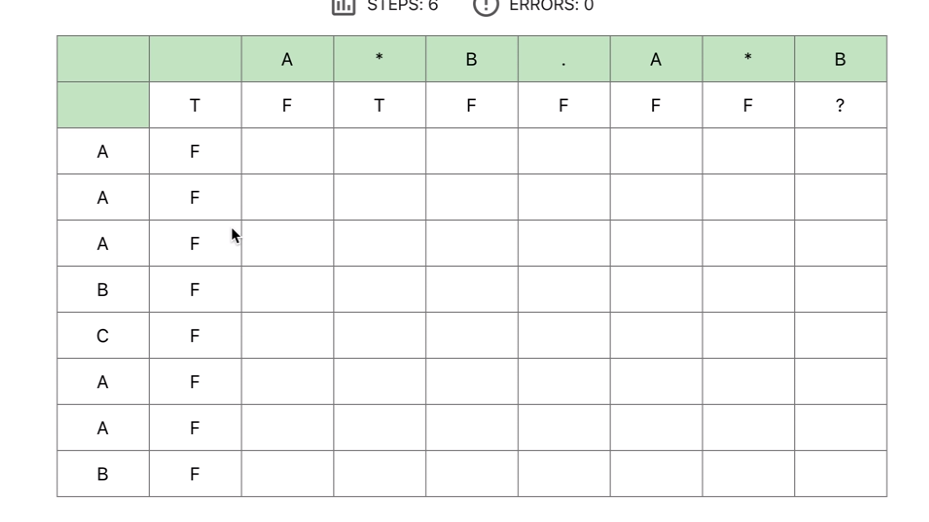 STEPS: 6 ERRORS: 0
A * B . A * B
T F T F F F F ?
A F
A F
A F
B F
C F
A F
A F
B F